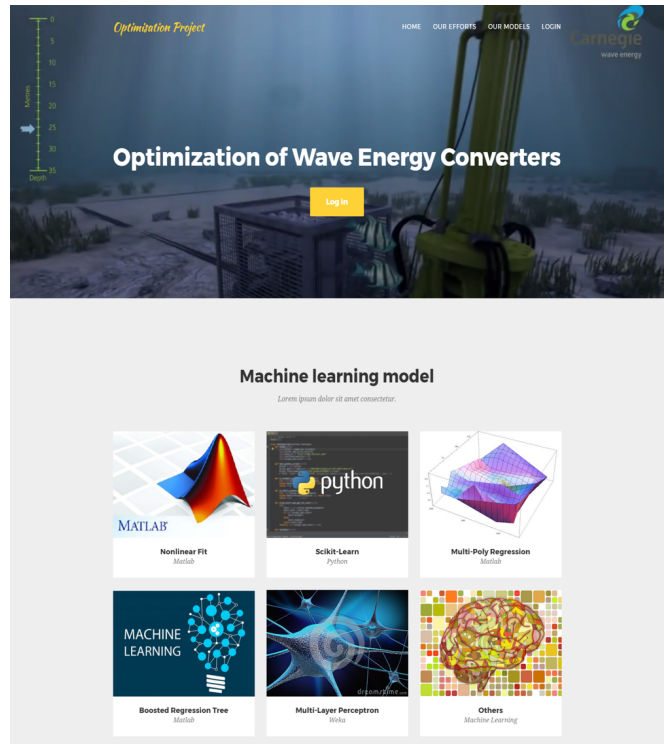 Optimisation Project
HOME OUR EFFORTS OUR MODELS LOGIN
Carnegie
wave energy
0
5
10
15
20
25
30
35
Metres
Depth
Optimization of Wave Energy Converters
Log in
Machine learning model
Lorem ipsum dolor sit amet consectetur.
MATLAB
python
Nonlinear Fit
Matlab
Scikit-Learn
Python
Multi-Poly Regression
Matlab
MACHINE
LEARNING
dreamstime.com
Boosted Regression Tree
Matlab
Multi-Layer Perceptron
Weka
Others
Machine Learning